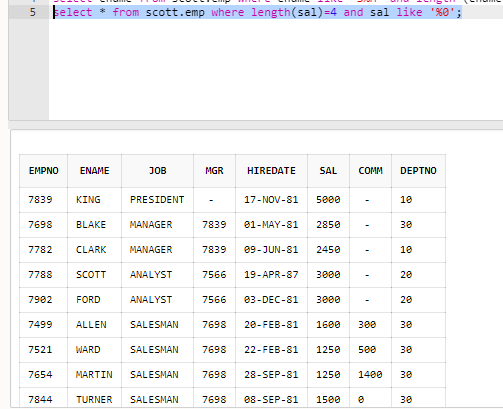 5 select * from scott.emp where length(sal)=4 and sal like '%0';
EMPNO ENAME JOB MGR HIREDATE SAL COMM DEPTNO
7839 KING PRESIDENT - 17-NOV-81 5000 - 10
7698 BLAKE MANAGER 7839 01-MAY-81 2850 - 30
7782 CLARK MANAGER 7839 09-JUN-81 2450 - 10
7788 SCOTT ANALYST 7566 19-APR-87 3000 - 20
7902 FORD ANALYST 7566 03-DEC-81 3000 - 20
7499 ALLEN SALESMAN 7698 20-FEB-81 1600 300 30
7521 WARD SALESMAN 7698 22-FEB-81 1250 500 30
7654 MARTIN SALESMAN 7698 28-SEP-81 1250 1400 30
7844 TURNER SALESMAN 7698 08-SEP-81 1500 0 30